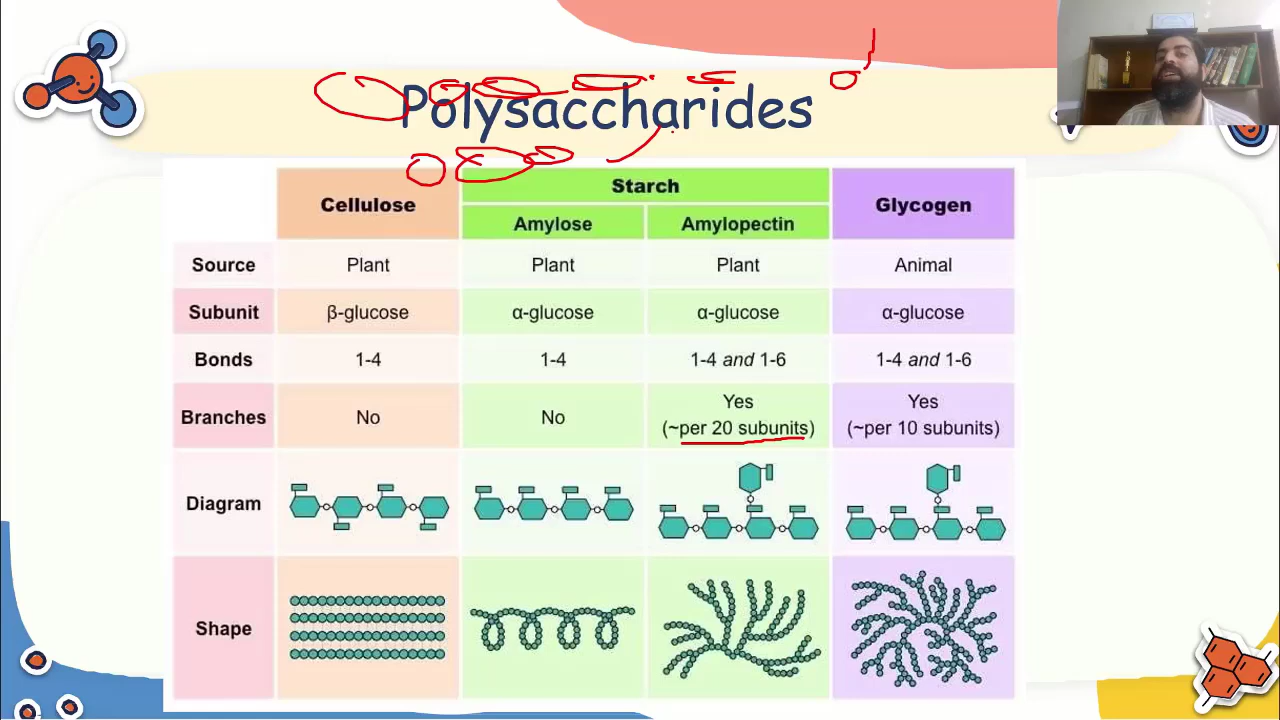 Polysaccharides
Cellulose
Starch
Glycogen
Amylose
Amylopectin
Source
Plant
Plant
Plant
Animal
Subunit
β-glucose
α-glucose
α-glucose
α-glucose
Bonds
1-4
1-4
1-4 and 1-6
1-4 and 1-6
Branches
No
No
Yes
(~per 20 subunits)
Yes
(~per 10 subunits)
Diagram
Shape